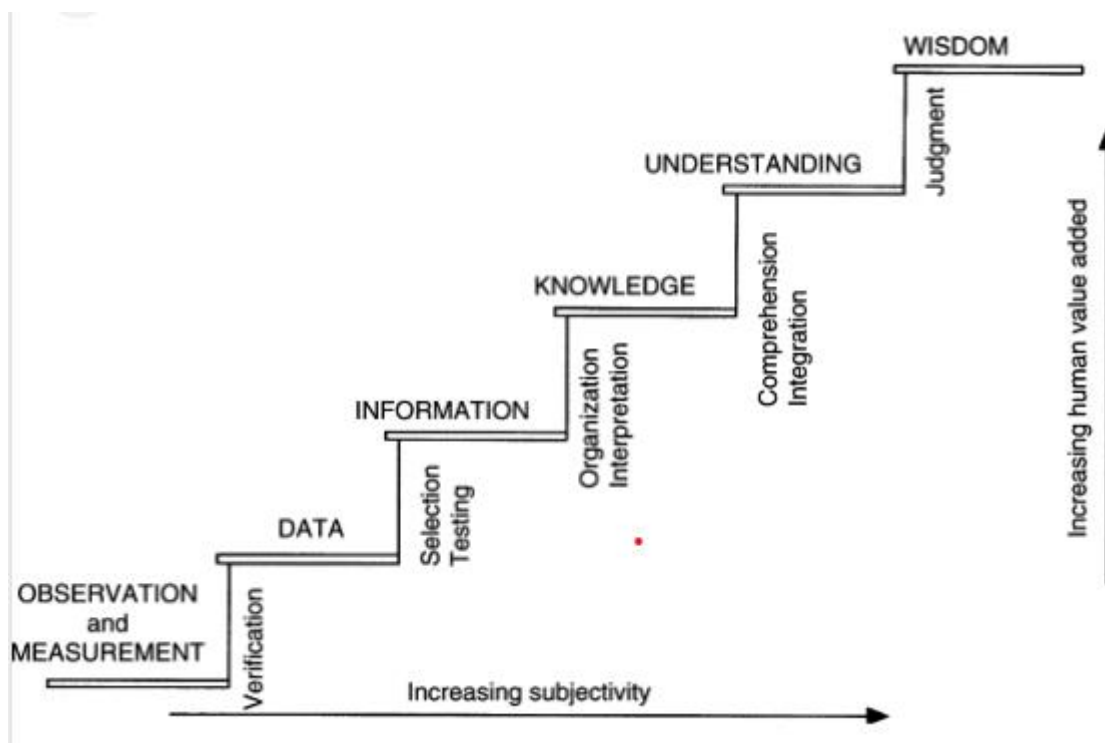 WISDOM
Judgment
UNDERSTANDING
Comprehension
Integration
KNOWLEDGE
Organization
Interpretation
INFORMATION
Selection
Testing
DATA
OBSERVATION
and
MEASUREMENT
Verification
Increasing subjectivity
Increasing human value added